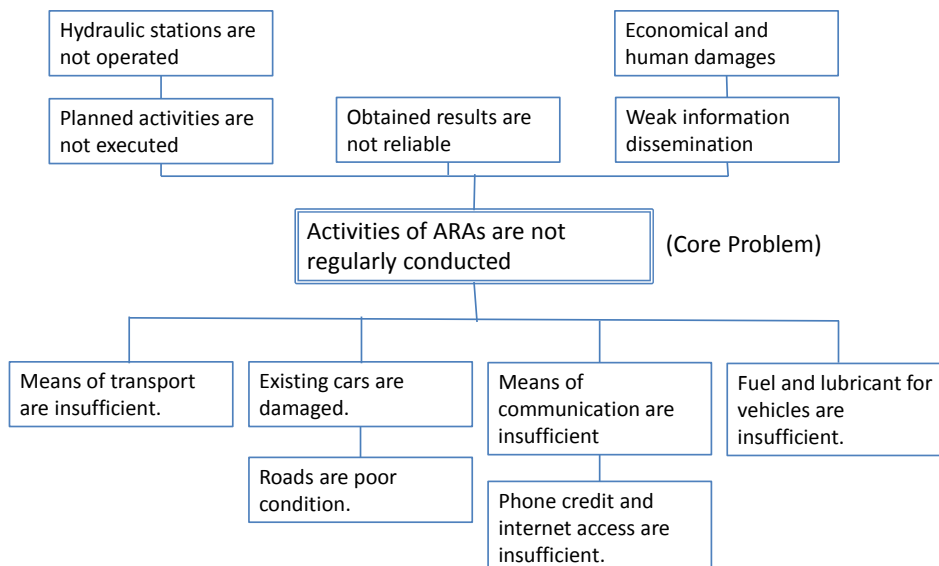 Hydraulic stations are
not operated
Economical and
human damages
Planned activities are
not executed
Obtained results are
not reliable
Weak information
dissemination
Activities of ARAs are not
regularly conducted
(Core Problem)
Means of transport
are insufficient.
Existing cars are
damaged.
Means of
communication are
insufficient
Fuel and lubricant for
vehicles are
insufficient.
Roads are poor
condition.
Phone credit and
internet access are
insufficient.